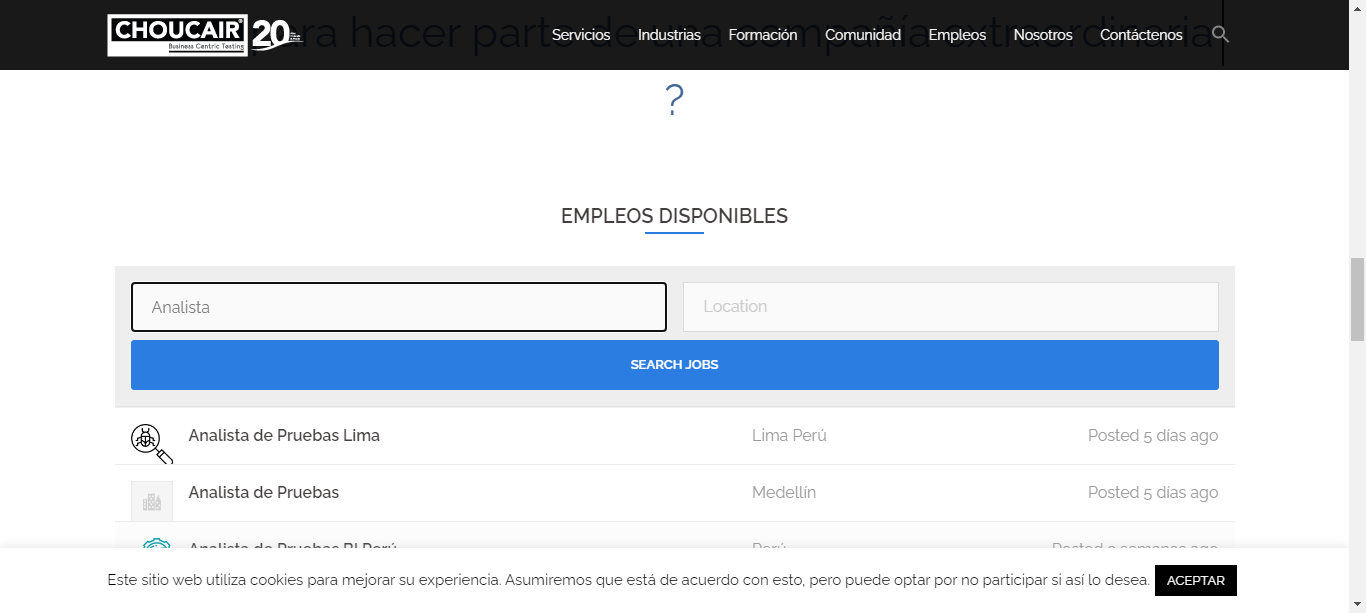 CHOUCAIR
Business Centric Testing
20
para hacer parte de una compañía extraordinaria
Servicios
Industrias
Formación
Comunidad
Empleos
Nosotros
Contáctenos
?
EMPLEOS DISPONIBLES
Analista
Location
SEARCH JOBS
Analista de Pruebas Lima Lima Perú Posted 5 días ago
Analista de Pruebas Medellín Posted 5 días ago
Analista de Pruebas BI Perú Perú Posted 2 semanas ago
Este sitio web utiliza cookies para mejorar su experiencia. Asumiremos que está de acuerdo con esto, pero puede optar por no participar si así lo desea. ACEPTAR